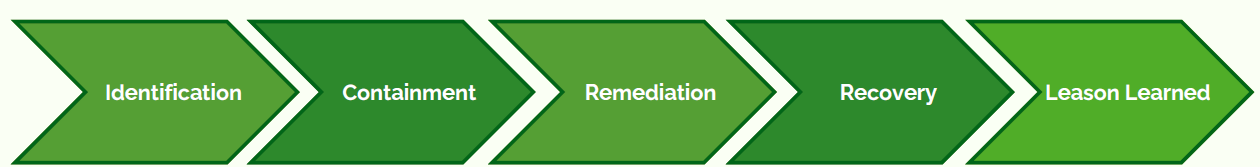 Identification
Containment
Remediation
Recovery
Leason Learned